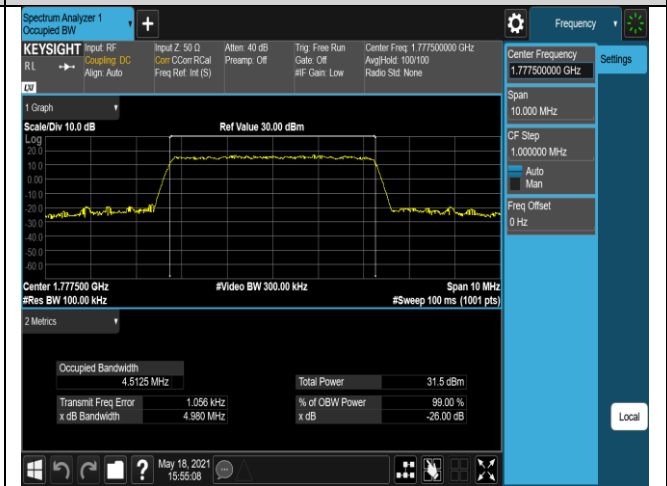 Spectrum Analyzer 1
Occupied BW
+
Frequency
KEYSIGHT
RL
LXI
Input: RF
Coupling: DC
Align: Auto
Input Z: 50 Ω
Corr CCorr RCal
Freq Ref: Int (S)
Atten: 40 dB
Preamp: Off
Trig: Free Run
Gate: Off
#IF Gain: Low
Center Freq: 1.777500000 GHz
Avg|Hold: 100/100
Radio Std: None
Center Frequency
1.777500000 GHz
Settings
Span
10.000 MHz
CF Step
1.000000 MHz
Auto
Man
Freq Offset
0 Hz
Local
1 Graph
Scale/Div 10.0 dB
Ref Value 30.00 dBm
Log
20.0
10.0
0.00
-10.0
-20.0
-30.0
-40.0
-50.0
-60.0
Center 1.777500 GHz
#Video BW 300.00 kHz
Span 10 MHz
#Res BW 100.00 kHz
#Sweep 100 ms (1001 pts)
2 Metrics
Occupied Bandwidth
4.5125 MHz
Total Power 31.5 dBm
Transmit Freq Error 1.056 kHz
% of OBW Power 99.00 %
x dB Bandwidth 4.980 MHz
x dB -26.00 dB
?
May 18, 2021
15:55:08